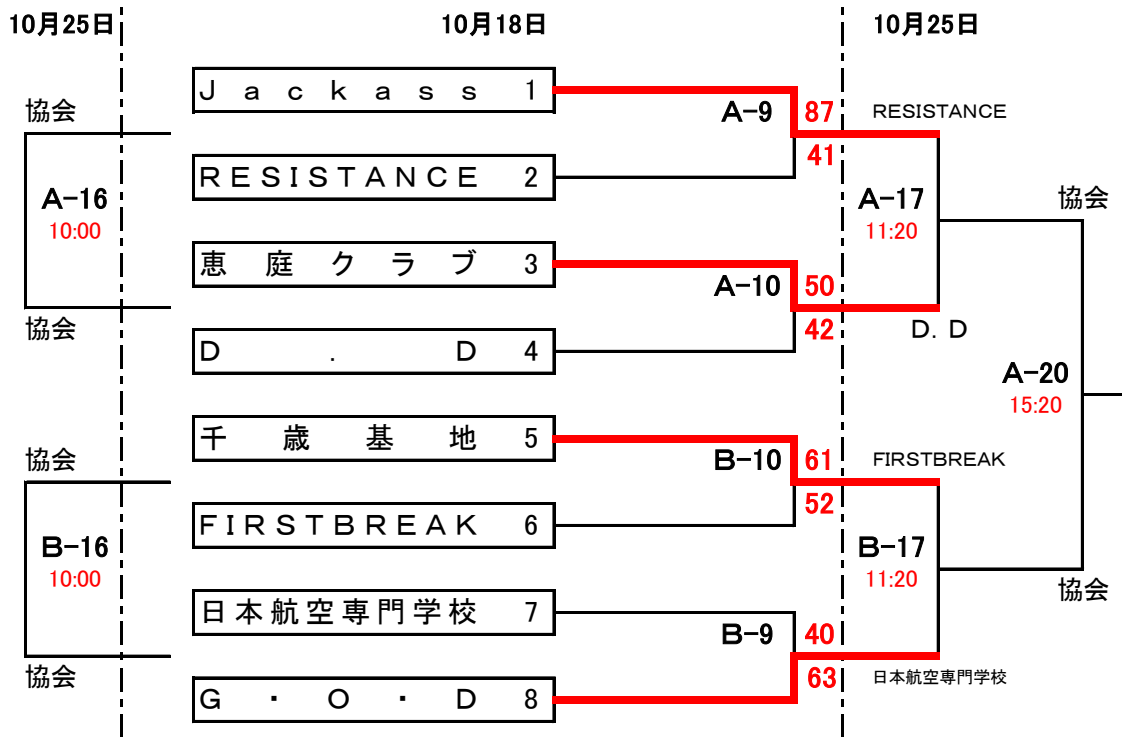 10月25日
10月18日
10月25日
Jackass 1
協会
A-9
87
RESISTANCE
41
RESISTANCE 2
A-16
10:00
A-17
11:20
協会
恵庭クラブ 3
A-10
50
協会
42
D.D
D.D 4
A-20
15:20
千歳基地 5
協会
B-10
61
FIRSTBREAK
52
FIRSTBREAK 6
B-16
10:00
B-17
11:20
協会
日本航空専門学校 7
B-9
40
協会
63
日本航空専門学校
G・O・D 8